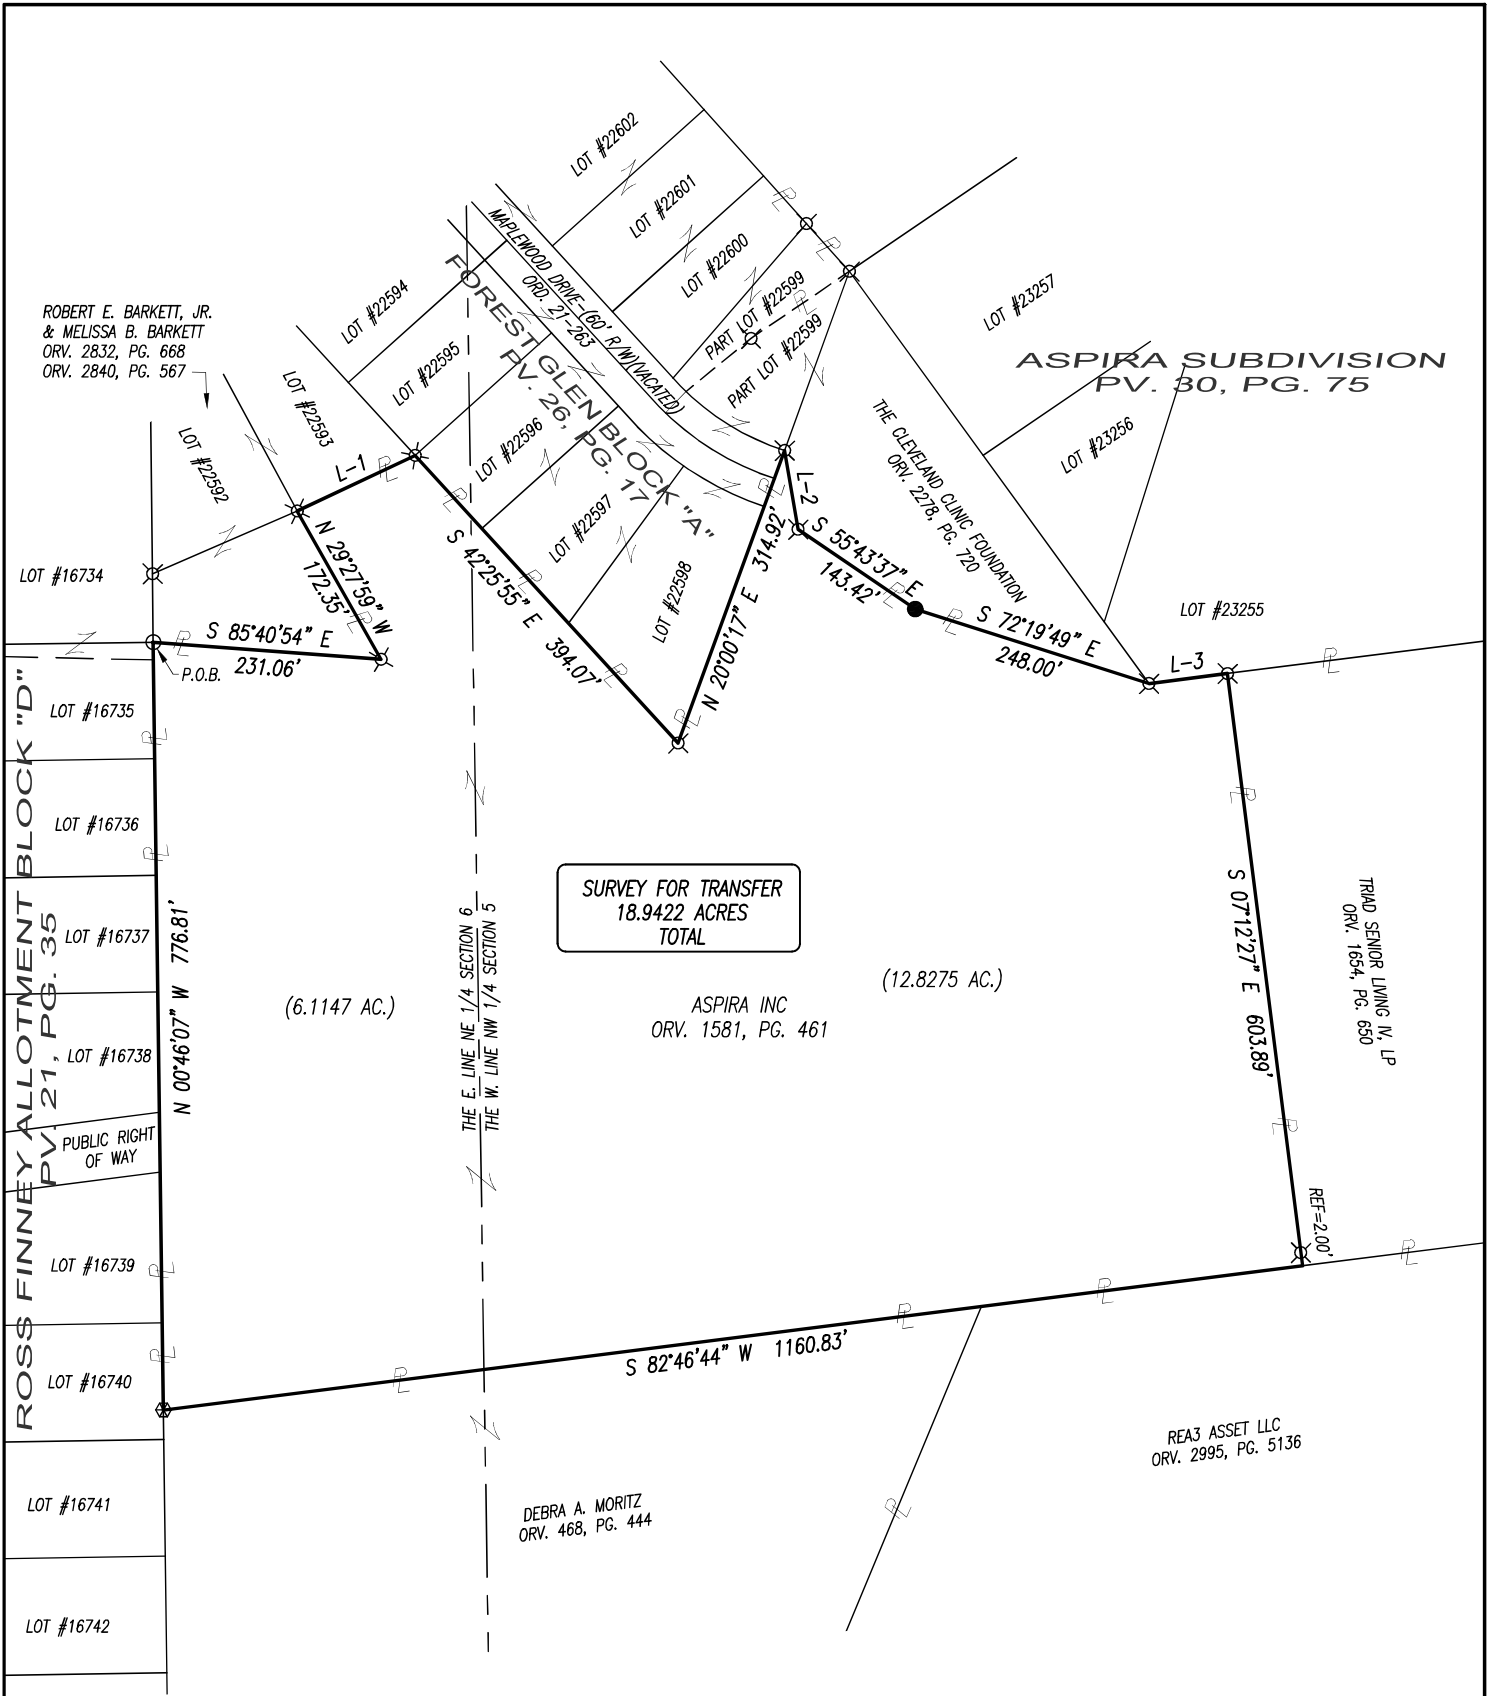 LOT #22602
LOT #22601
LOT #22600
PART LOT #22599
PART LOT #22599
MAPLEWOOD DRIVE-(60' R/W)(VACATED)
ORD. 21-263
FOREST GLEN BLOCK "A"
PV. 26, PG. 17
LOT #22594
LOT #22595
LOT #22596
LOT #22597
LOT #22598
ROBERT E. BARKETT, JR.
& MELISSA B. BARKETT
ORV. 2832, PG. 668
ORV. 2840, PG. 567
LOT #22593
LOT #22592
LOT #23257
ASPIRA SUBDIVISION
PV. 30, PG. 75
LOT #23256
THE CLEVELAND CLINIC FOUNDATION
ORV. 2278, PG. 720
LOT #23255
L-1
L-2
L-3
N 29°27'59" W
172.35'
S 42°25'55" E 394.07'
N 20°00'17" E 314.92'
S 55°43'37" E
143.42'
S 72°19'49" E
248.00'
LOT #16734
S 85°40'54" E
231.06'
P.O.B.
LOT #16735
LOT #16736
LOT #16737
LOT #16738
PUBLIC RIGHT
OF WAY
LOT #16739
LOT #16740
LOT #16741
LOT #16742
ROSS FINNEY ALLOTMENT BLOCK "D"
PV. 21, PG. 35
N 00°46'07" W 776.81'
(6.1147 AC.)
THE E. LINE NE 1/4 SECTION 6
THE W. LINE NW 1/4 SECTION 5
SURVEY FOR TRANSFER
18.9422 ACRES
TOTAL
(12.8275 AC.)
ASPIRA INC
ORV. 1581, PG. 461
S 07°12'27" E 603.89'
TRIAD SENIOR LIVING IV, LP
ORV. 1654, PG. 650
REF=2.00'
S 82°46'44" W 1160.83'
DEBRA A. MORITZ
ORV. 468, PG. 444
REA3 ASSET LLC
ORV. 2995, PG. 5136